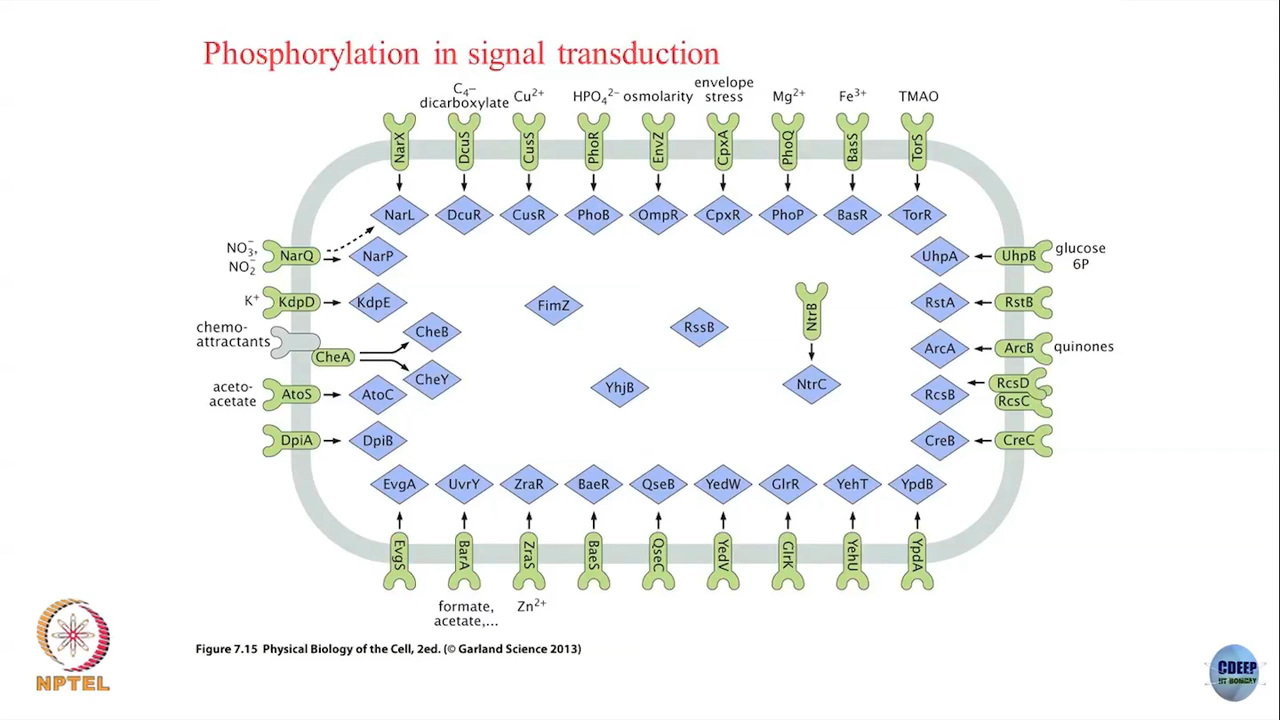 Phosphorylation in signal transduction
C₄⁻
dicarboxylate
Cu²⁺
HPO₄²⁻
osmolarity
envelope
stress
Mg²⁺
Fe³⁺
TMAO
NarX
DcuS
CusS
PhoR
EnvZ
CpxA
PhoQ
BasS
TorS
NarL
DcuR
CusR
PhoB
OmpR
CpxR
PhoP
BasR
TorR
NO₃⁻,
NO₂⁻
NarQ
NarP
UhpA
UhpB
glucose
6P
K⁺
KdpD
KdpE
FimZ
RssB
NtrB
RstA
RstB
chemo-
attractants
CheA
CheB
CheY
YhjB
NtrC
ArcA
ArcB
quinones
aceto-
acetate
AtoS
AtoC
RcsB
RcsD
RcsC
DpiA
DpiB
CreB
CreC
EvgA
UvrY
ZraR
BaeR
QseB
YedW
GlrR
YehT
YpdB
EvgS
BarA
ZraS
BaeS
QseC
YedV
GlrK
YehU
YpdA
formate,
acetate,...
Zn²⁺
Figure 7.15 Physical Biology of the Cell, 2ed. (© Garland Science 2013)
NPTEL
CDEEP
IIT BOMBAY